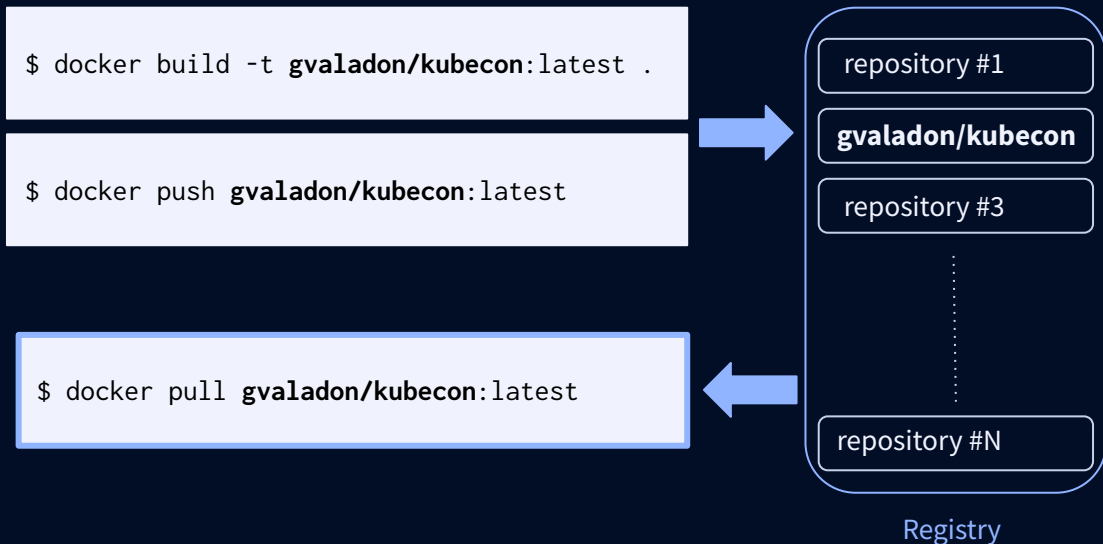 $ docker build -t gvaladon/kubecon:latest .
$ docker push gvaladon/kubecon:latest
$ docker pull gvaladon/kubecon:latest
repository #1
gvaladon/kubecon
repository #3
repository #N
Registry